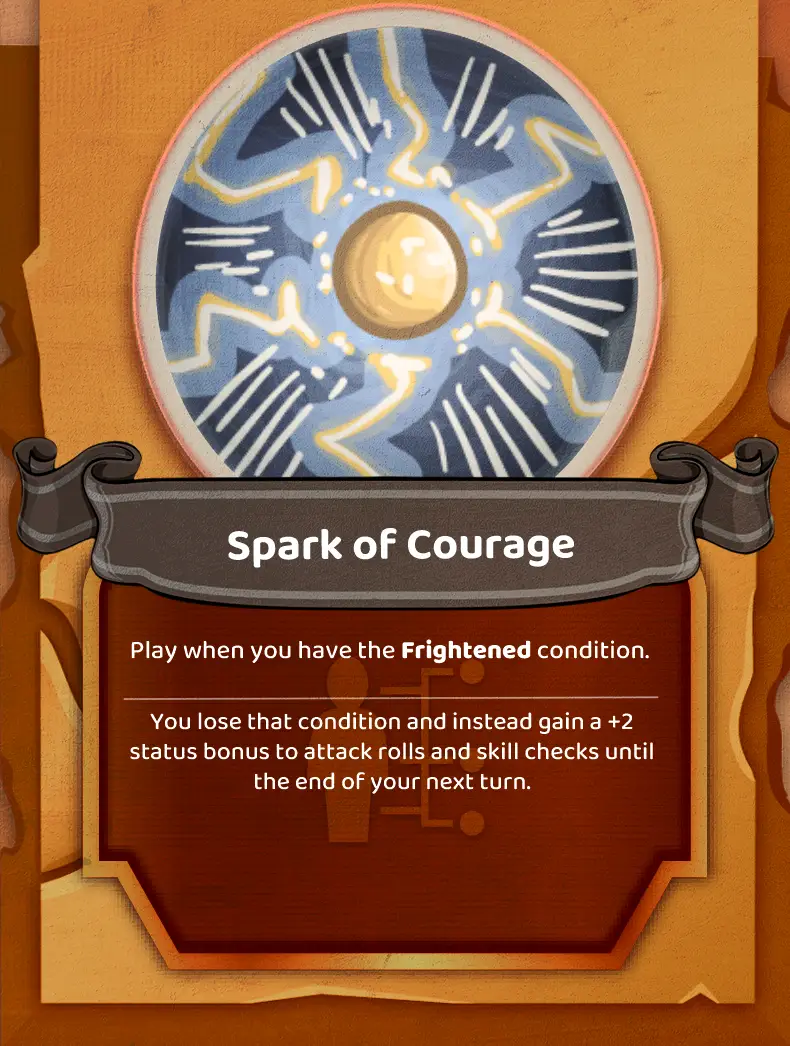 Spark of Courage
Play when you have the Frightened condition.
You lose that condition and instead gain a +2
status bonus to attack rolls and skill checks until
the end of your next turn.